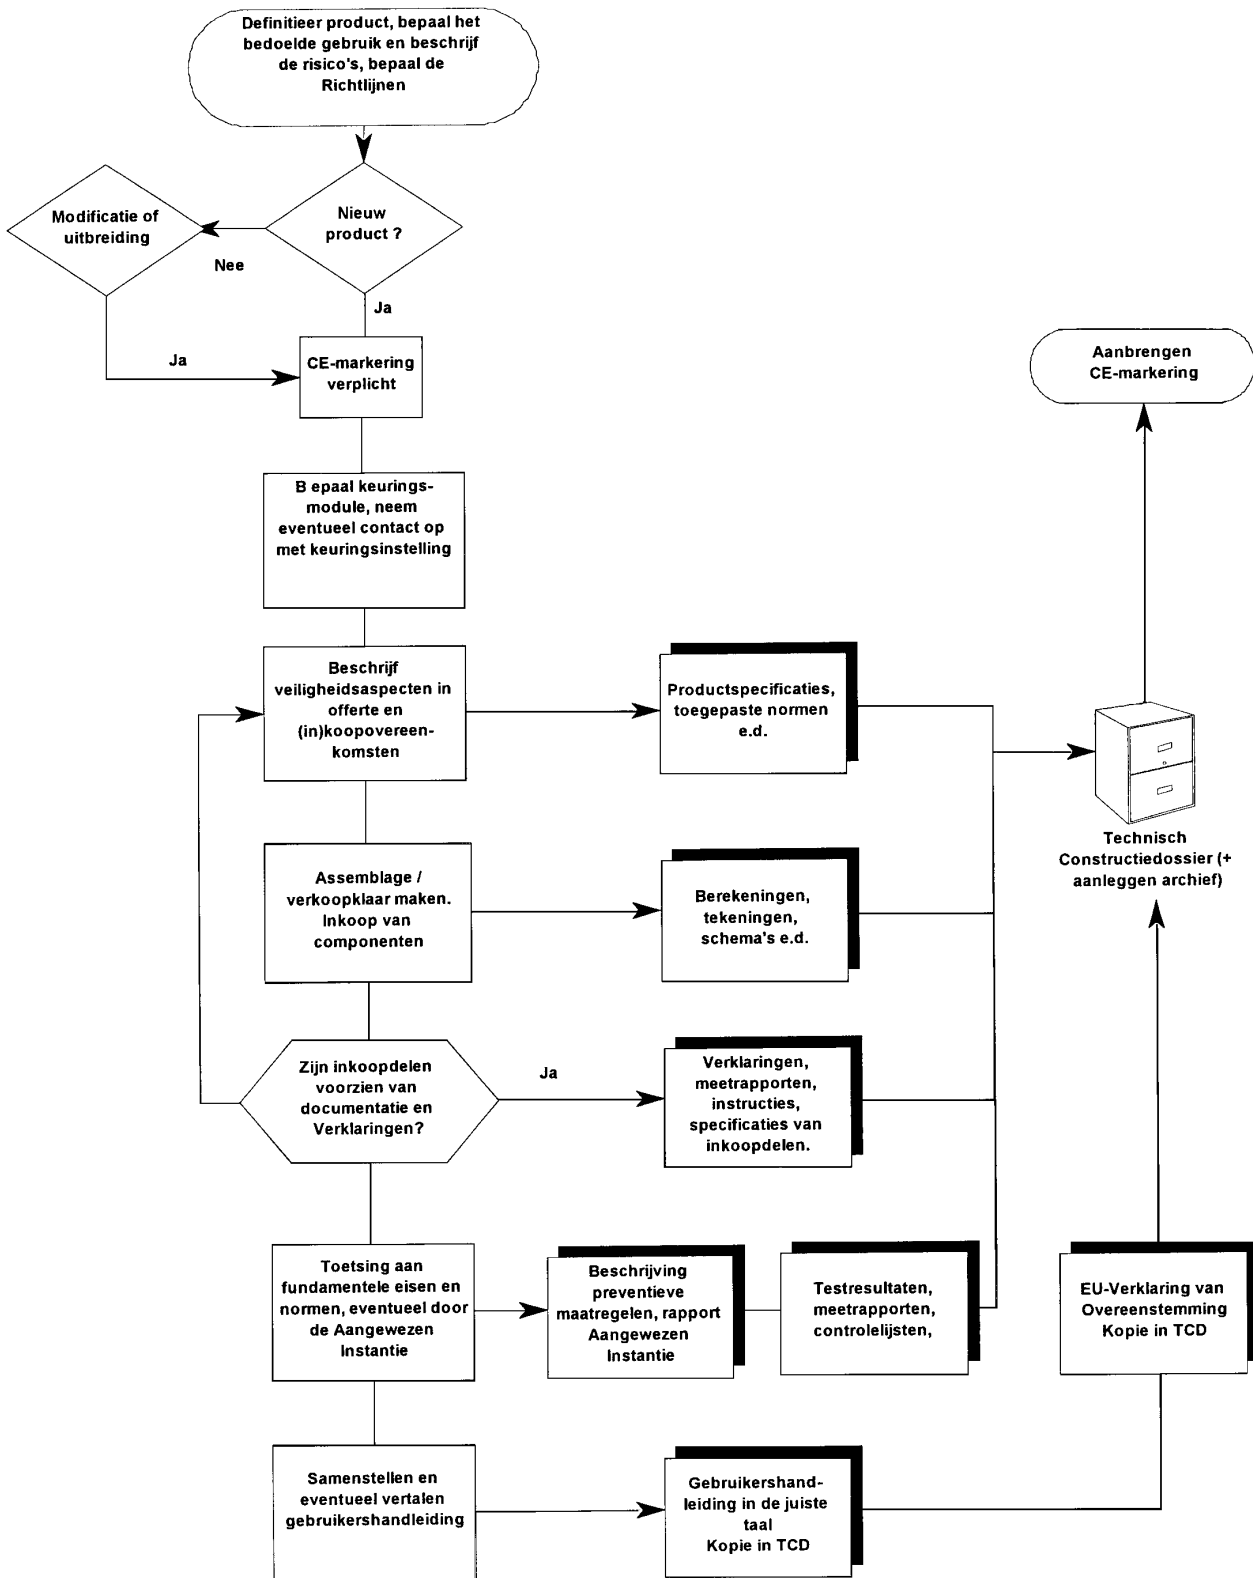 Definitieer product, bepaal het
bedoelde gebruik en beschrijf
de risico's, bepaal de
Richtlijnen
Modificatie of
uitbreiding
Nieuw
product ?
Nee
Ja
Ja
CE-markering
verplicht
Aanbrengen
CE-markering
B epaal keurings-
module, neem
eventueel contact op
met keuringsinstelling
Beschrijf
veiligheidsaspecten in
offerte en
(in)koopovereen-
komsten
Productspecificaties,
toegepaste normen
e.d.
Technisch
Constructiedossier (+
aanleggen archief)
Assemblage /
verkoopklaar maken.
Inkoop van
componenten
Berekeningen,
tekeningen,
schema's e.d.
Zijn inkoopdelen
voorzien van
documentatie en
Verklaringen?
Ja
Verklaringen,
meetrapporten,
instructies,
specificaties van
inkoopdelen.
Toetsing aan
fundamentele eisen en
normen, eventueel door
de Aangewezen
Instantie
Beschrijving
preventieve
maatregelen, rapport
Aangewezen
Instantie
Testresultaten,
meetrapporten,
controlelijsten,
EU-Verklaring van
Overeenstemming
Kopie in TCD
Samenstellen en
eventueel vertalen
gebruikershandleiding
Gebruikershand-
leiding in de juiste
taal
Kopie in TCD